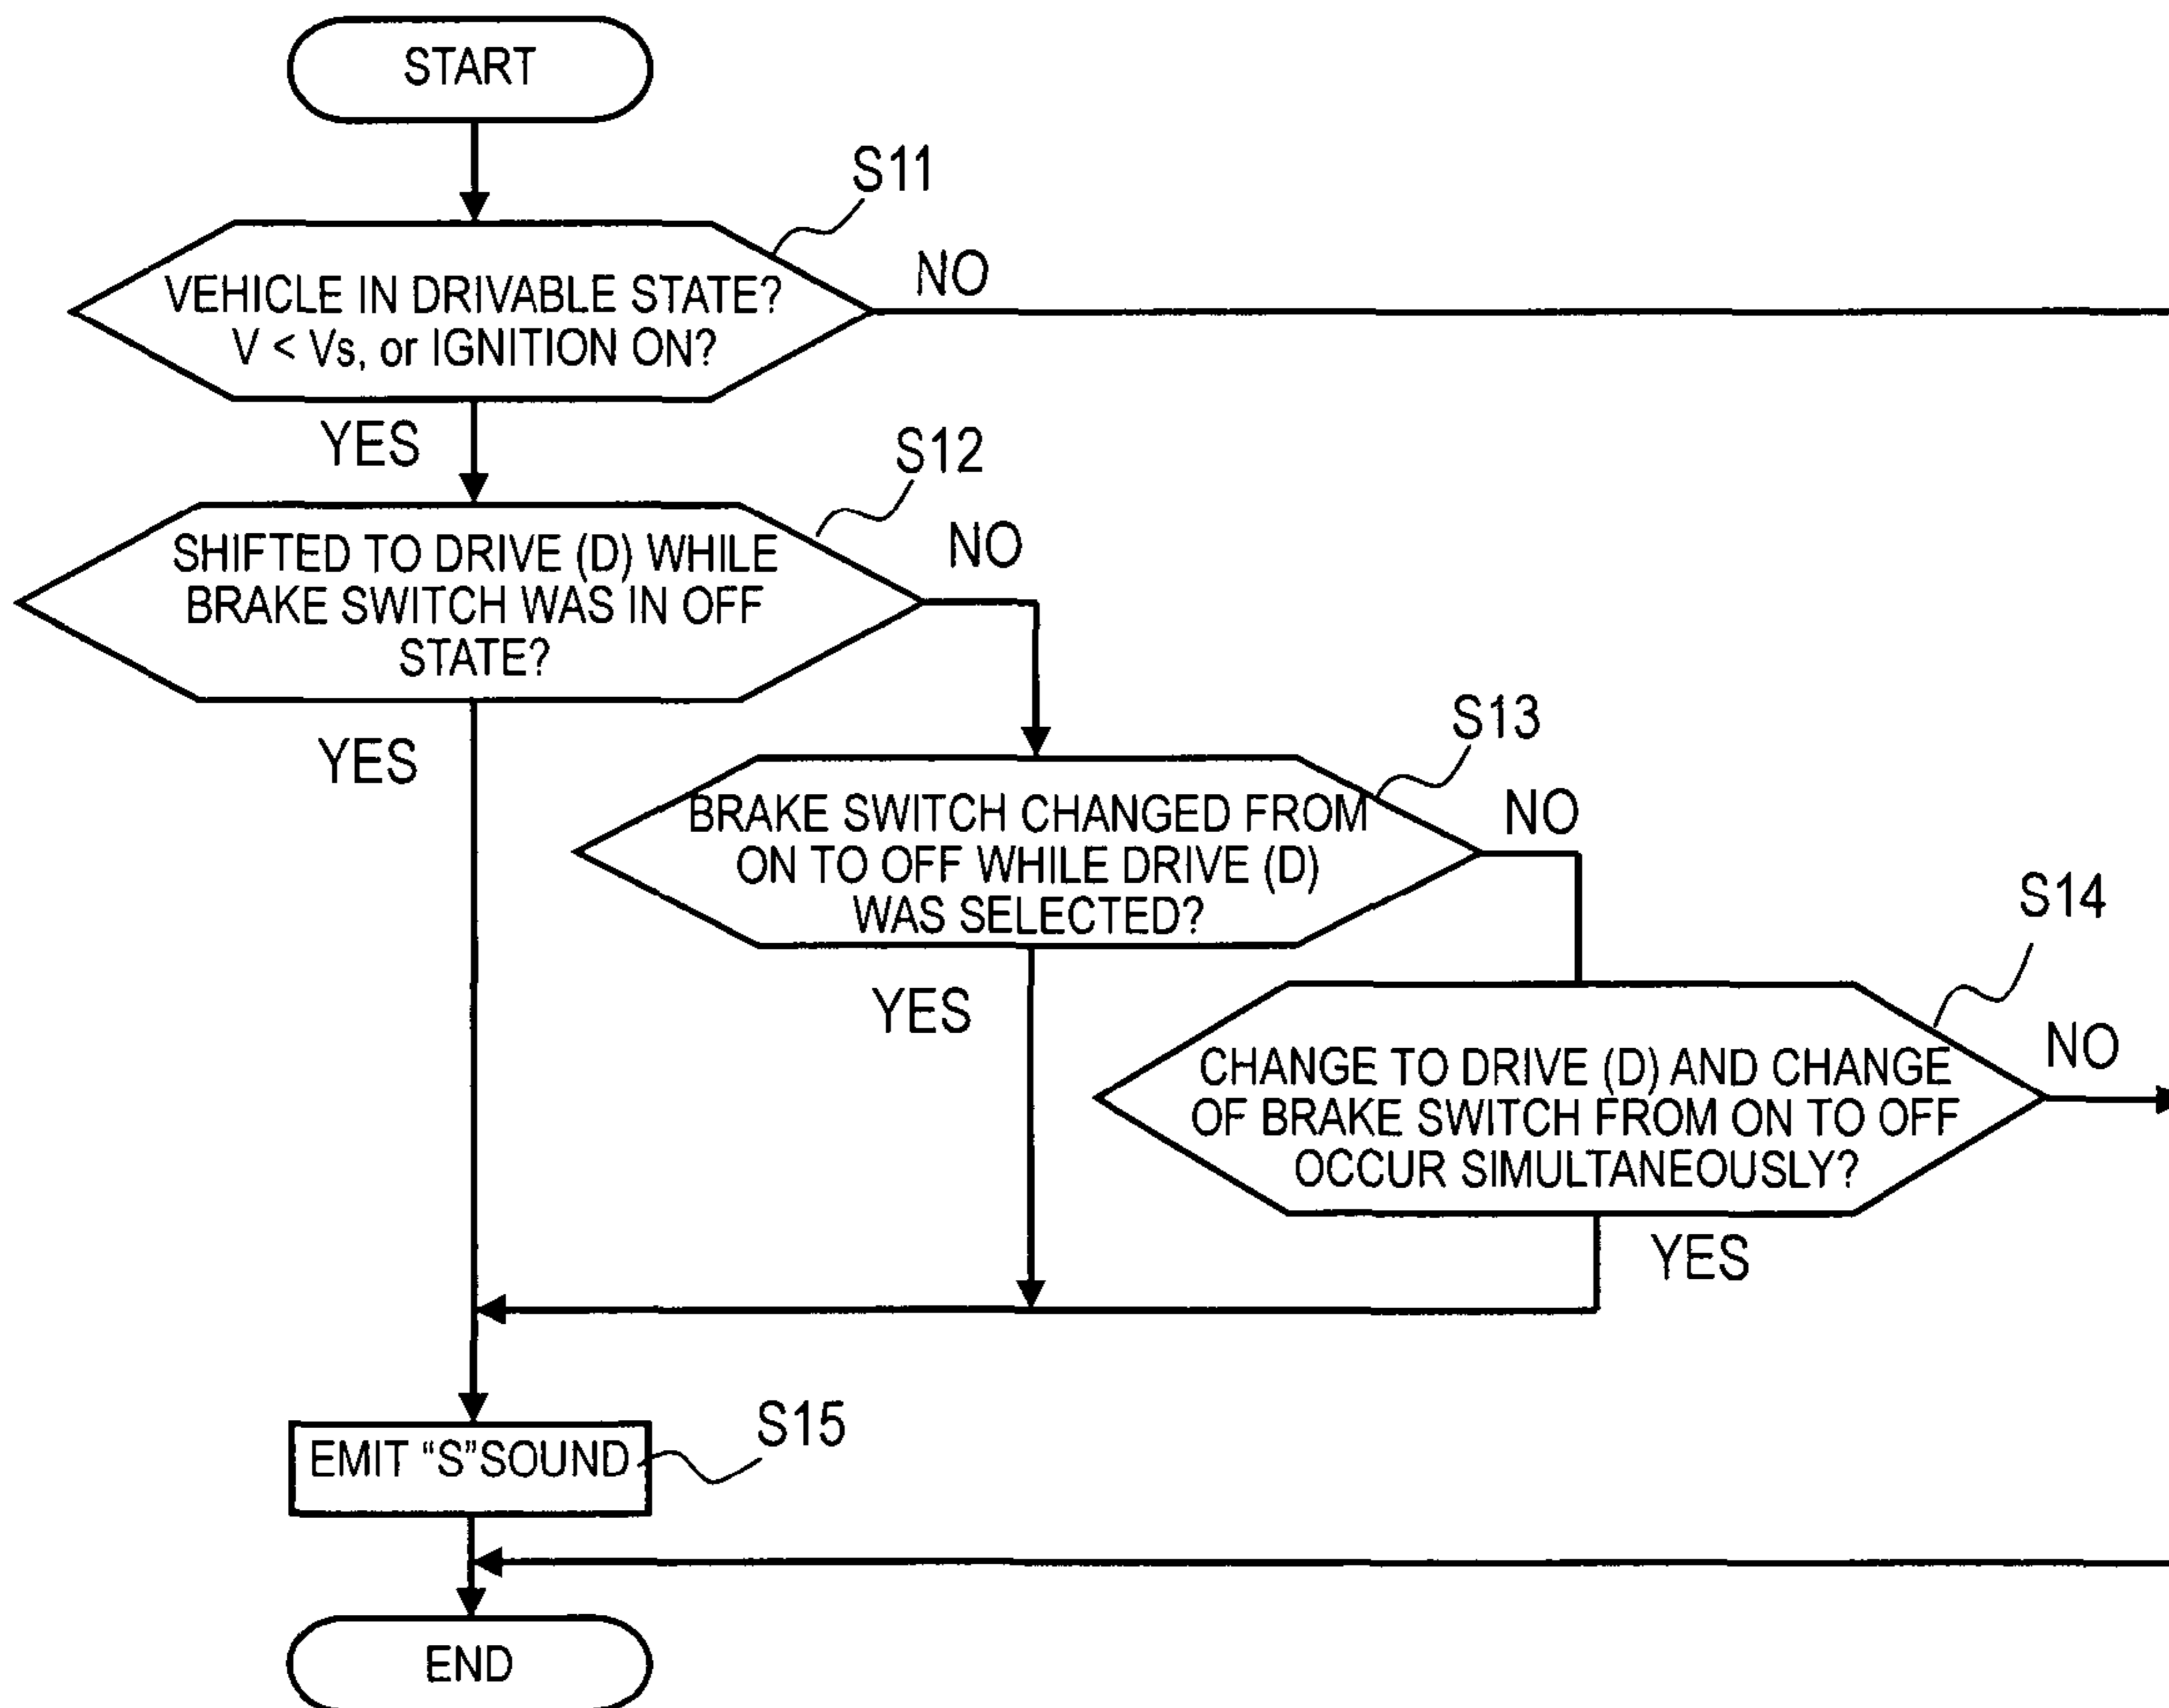 START
S11
NO
VEHICLE IN DRIVABLE STATE?
V < Vs, or IGNITION ON?
YES
S12
NO
SHIFTED TO DRIVE (D) WHILE
BRAKE SWITCH WAS IN OFF
STATE?
YES
S13
NO
BRAKE SWITCH CHANGED FROM
ON TO OFF WHILE DRIVE (D)
WAS SELECTED?
YES
S14
NO
CHANGE TO DRIVE (D) AND CHANGE
OF BRAKE SWITCH FROM ON TO OFF
OCCUR SIMULTANEOUSLY?
YES
S15
EMIT “S”SOUND
END